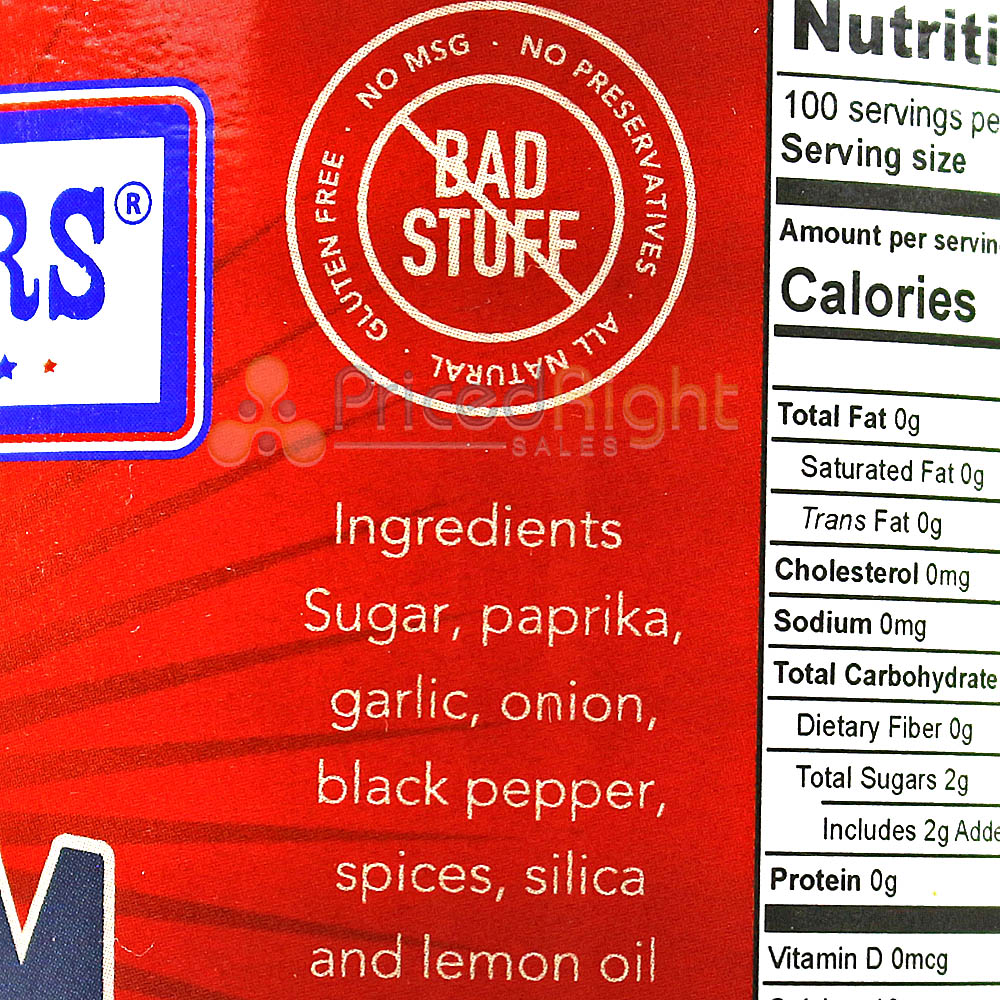 RS®
NO MSG · NO PRESERVATIVES · ALL NATURAL · GLUTEN FREE ·
BAD
STUFF
PricedRight
SALES
Ingredients
Sugar, paprika,
garlic, onion,
black pepper,
spices, silica
and lemon oil
M
Nutriti
100 servings pe
Serving size
Amount per servin
Calories
Total Fat 0g
Saturated Fat 0g
Trans Fat 0g
Cholesterol 0mg
Sodium 0mg
Total Carbohydrate
Dietary Fiber 0g
Total Sugars 2g
Includes 2g Adde
Protein 0g
Vitamin D 0mcg